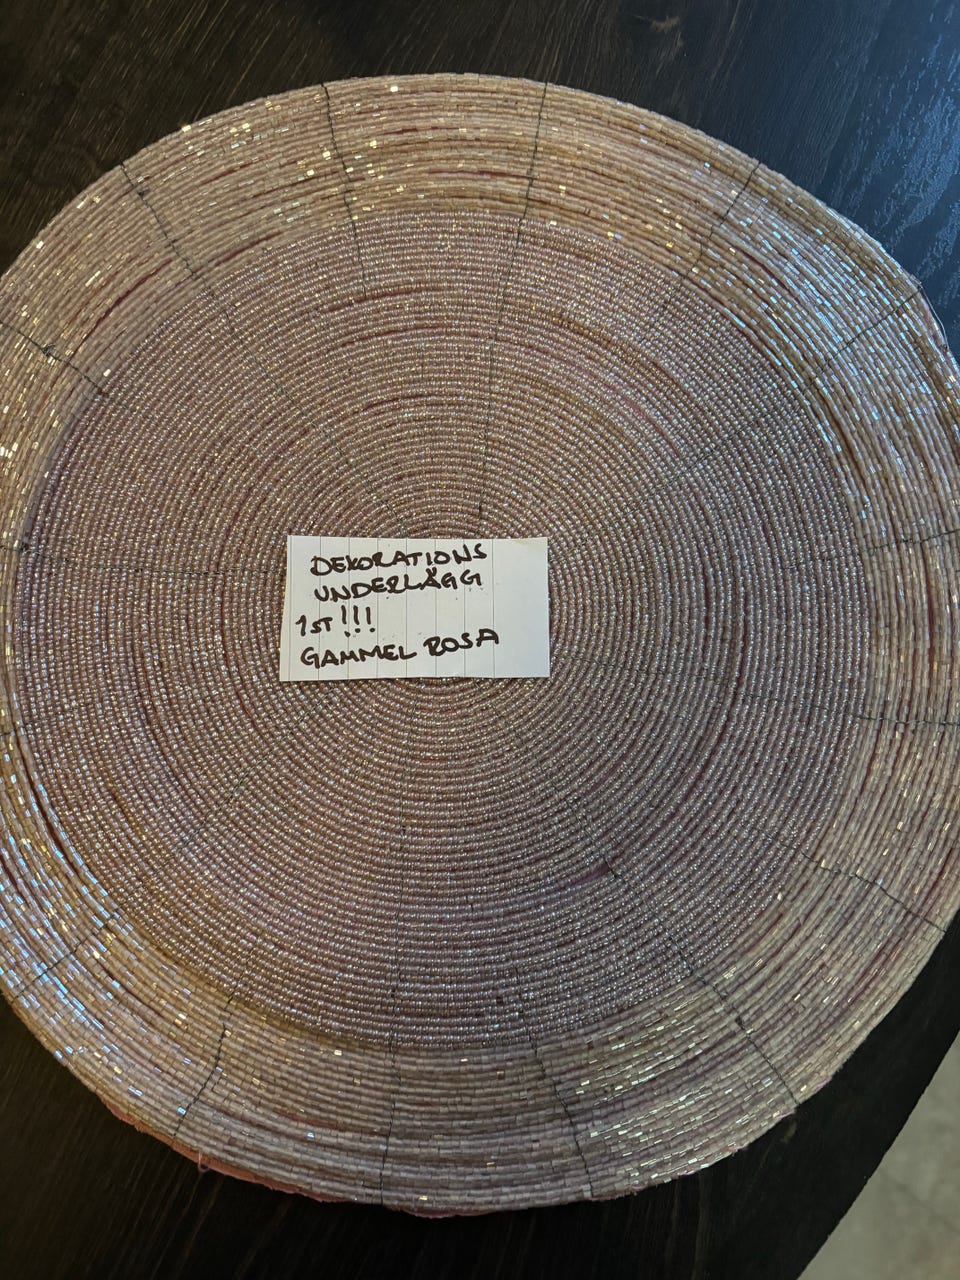 DEKORATIONS
UNDERLÄGG
1ST !!!
GAMMEL ROSA